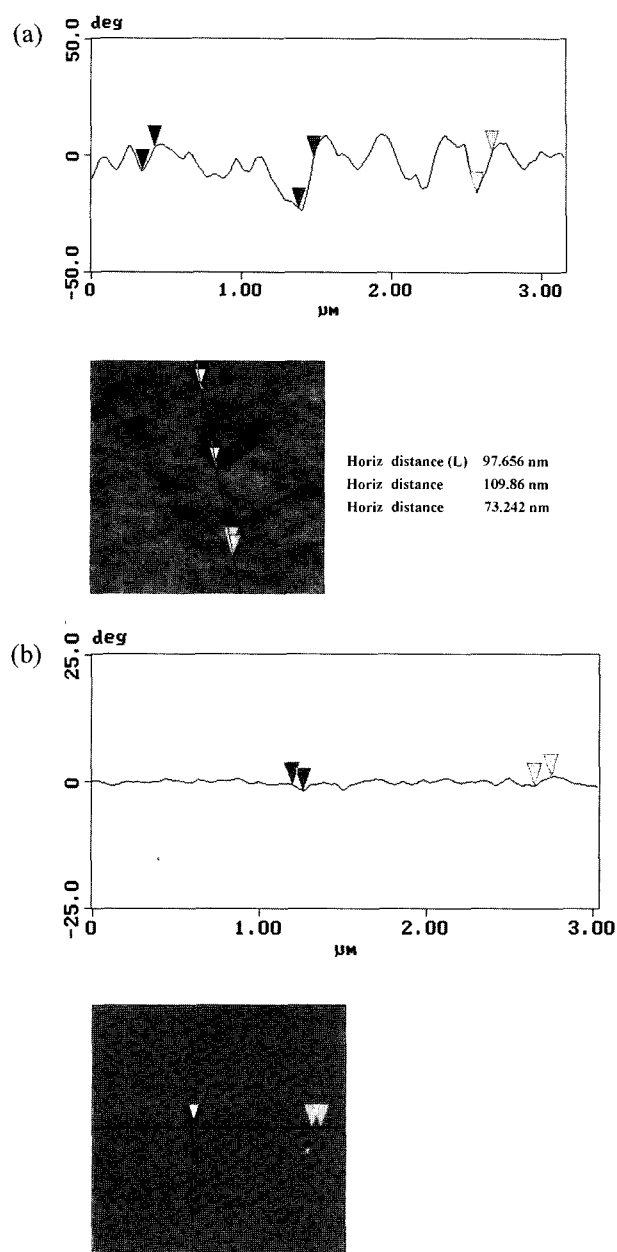 (a)
50.0 deg
0
-50.0
0 1.00 2.00 3.00
µM
Horiz distance (L) 97.656 nm
Horiz distance 109.86 nm
Horiz distance 73.242 nm
(b)
25.0 deg
0
-25.0
0 1.00 2.00 3.00
µM